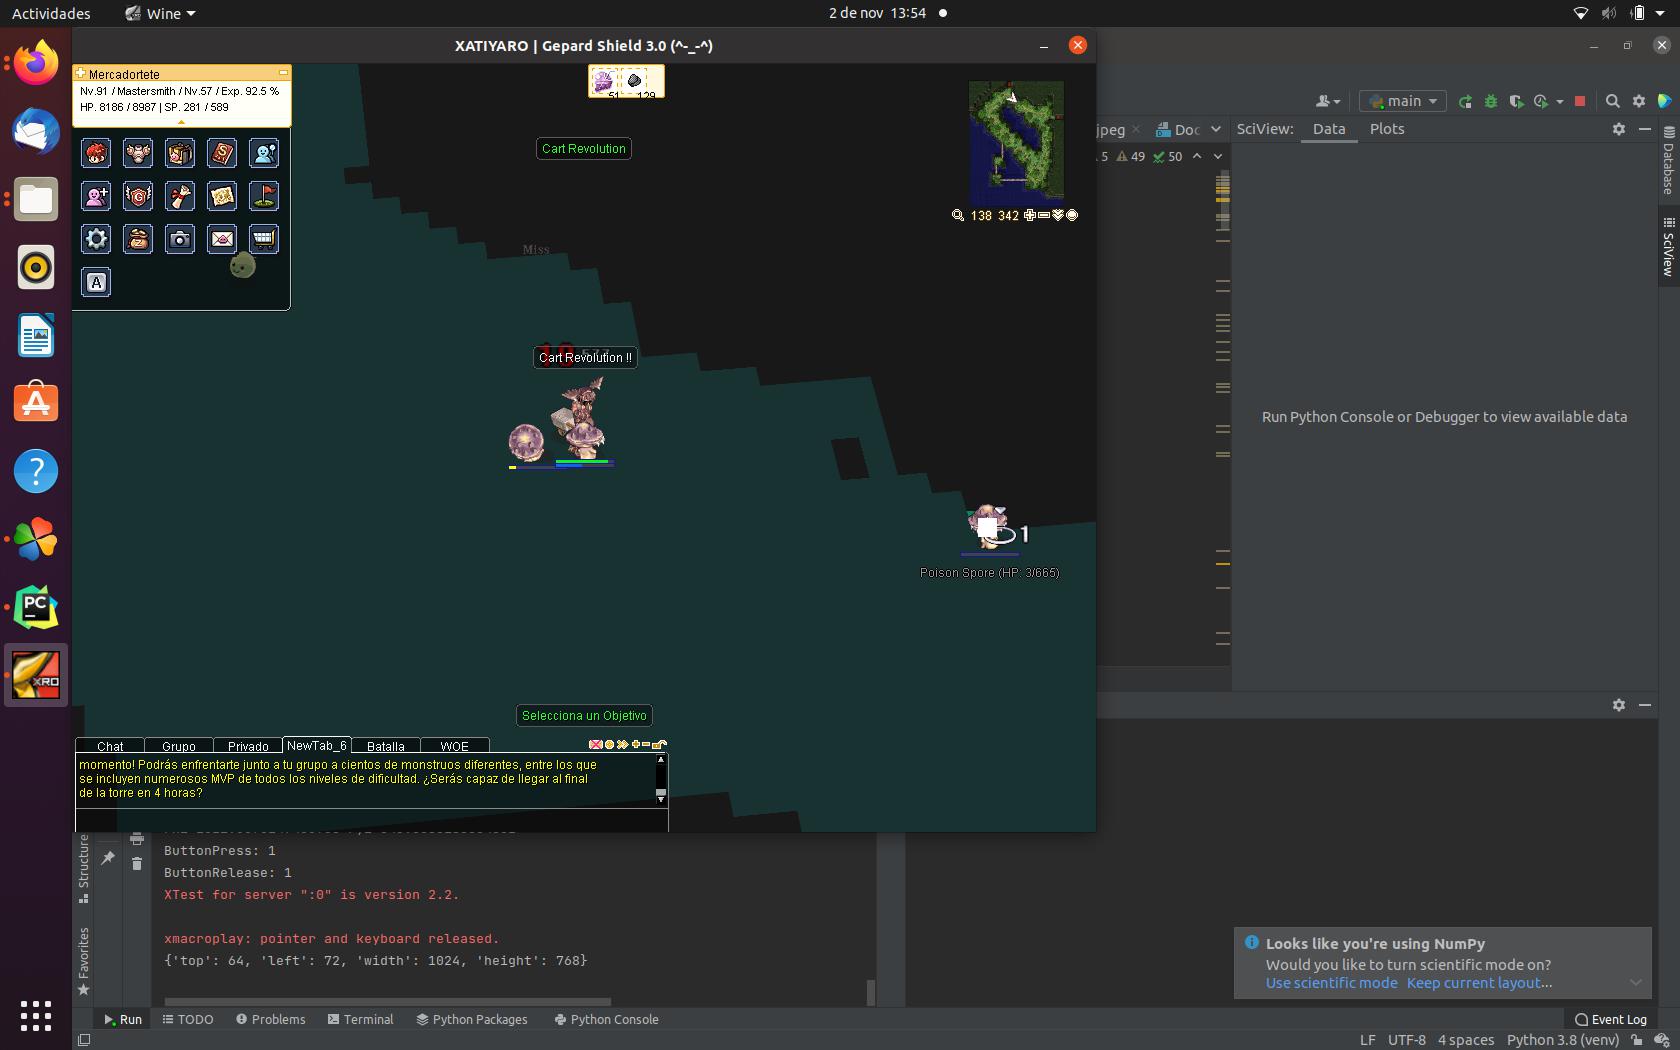 Actividades
Wine
2 de nov 13:54
XATIYARO | Gepard Shield 3.0 (^-_-^)
Mercadortete
Nv.91 / Mastersmith / Nv.57 / Exp. 92.5 %
HP. 8186 / 8987 | SP. 281 / 589
A
51 129
Cart Revolution
138 342
Miss
Cart Revolution !!
1
Poison Spore (HP: 3/665)
Selecciona un Objetivo
Chat Grupo Privado NewTab_6 Batalla WOE
momento! Podrás enfrentarte junto a tu grupo a cientos de monstruos diferentes, entre los que
se incluyen numerosos MVP de todos los niveles de dificultad. ¿Serás capaz de llegar al final
de la torre en 4 horas?
main
jpeg
Doc
SciView: Data Plots
5 49 50
Database
SciView
Run Python Console or Debugger to view available data
PC
XRO
Structure
Favorites
ButtonPress: 1
ButtonRelease: 1
XTest for server ":0" is version 2.2.
xmacroplay: pointer and keyboard released.
{'top': 64, 'left': 72, 'width': 1024, 'height': 768}
Looks like you're using NumPy
Would you like to turn scientific mode on?
Use scientific mode Keep current layout...
Run TODO Problems Terminal Python Packages Python Console
Event Log
LF UTF-8 4 spaces Python 3.8 (venv)